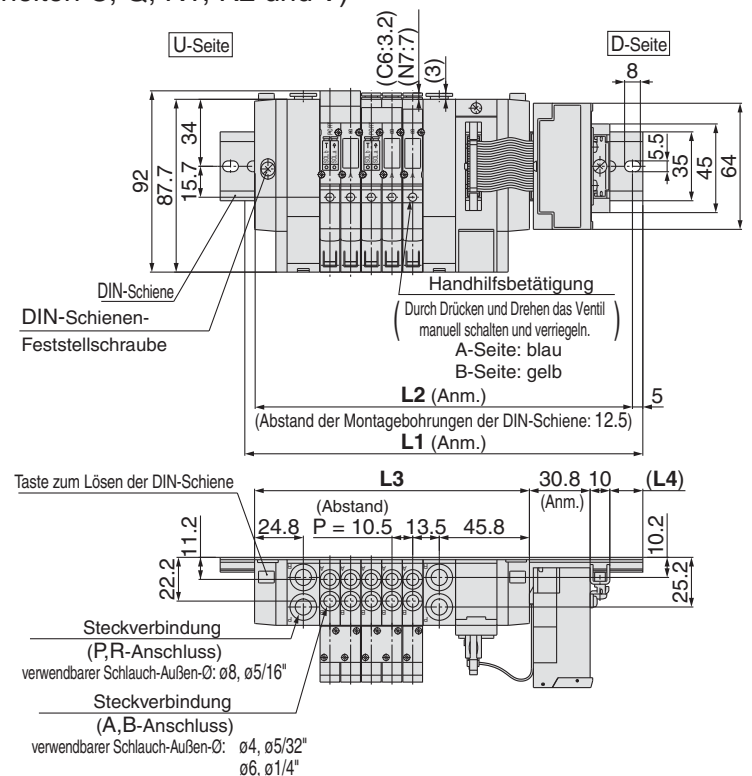 U-Seite
D-Seite
(C6:3.2)
(N7:7)
(3)
8
92
87.7
34
15.7
5.5
35
45
64
DIN-Schiene
DIN-Schienen-
Feststellschraube
Handhilfsbetätigung
(Durch Drücken und Drehen das Ventil
manuell schalten und verriegeln.)
A-Seite: blau
B-Seite: gelb
L2 (Anm.)
5
(Abstand der Montagebohrungen der DIN-Schiene: 12.5)
L1 (Anm.)
Taste zum Lösen der DIN-Schiene
L3
30.8
10
(L4)
(Anm.)
(Abstand)
24.8
P = 10.5
13.5
45.8
11.2
22.2
10.2
25.2
Steckverbindung
(P,R-Anschluss)
verwendbarer Schlauch-Außen-Ø: ø8, ø5/16"
Steckverbindung
(A,B-Anschluss)
verwendbarer Schlauch-Außen-Ø: ø4, ø5/32"
ø6, ø1/4"